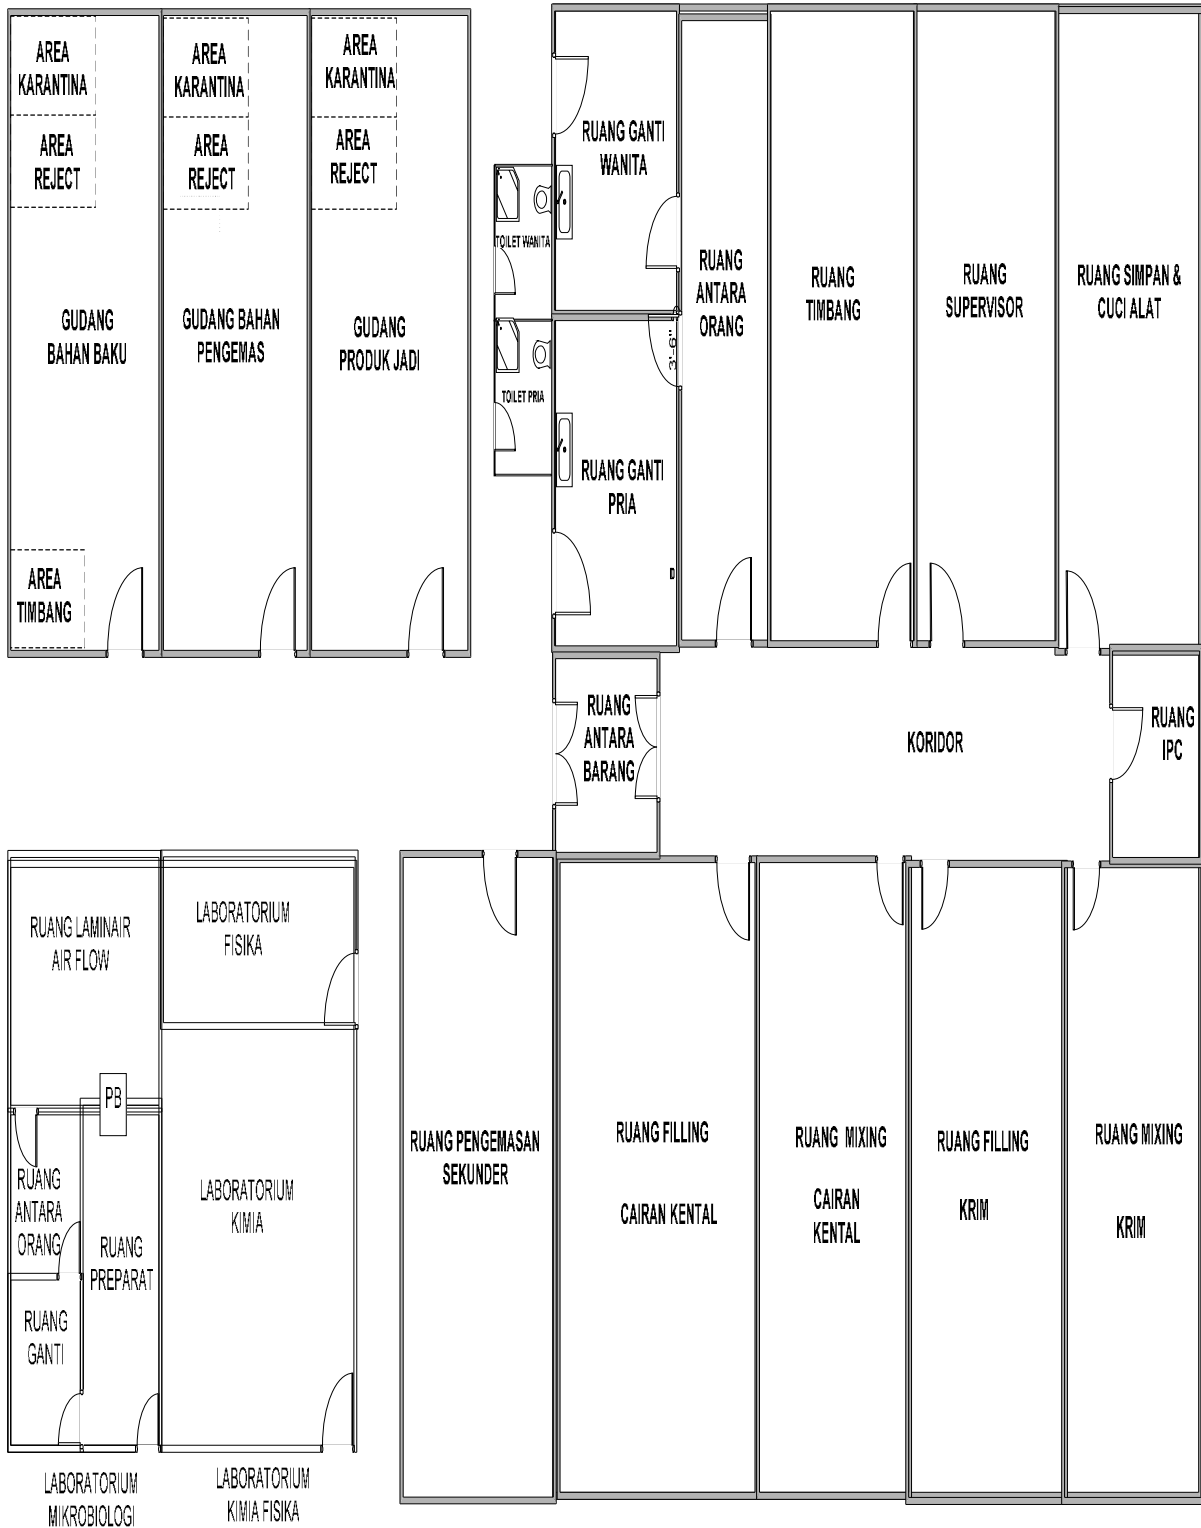 AREA
KARANTINA
AREA
REJECT
GUDANG
BAHAN BAKU
AREA
TIMBANG
AREA
KARANTINA
AREA
REJECT
GUDANG BAHAN
PENGEMAS
AREA
KARANTINA
AREA
REJECT
GUDANG
PRODUK JADI
TOILET WANITA
TOILET PRIA
RUANG GANTI
WANITA
3'-6"
RUANG GANTI
PRIA
RUANG
ANTARA
ORANG
RUANG
TIMBANG
RUANG
SUPERVISOR
RUANG SIMPAN &
CUCI ALAT
RUANG
ANTARA
BARANG
KORIDOR
RUANG
IPC
RUANG LAMINAIR
AIR FLOW
LABORATORIUM
FISIKA
PB
RUANG
ANTARA
ORANG
RUANG
PREPARAT
RUANG
GANTI
LABORATORIUM
KIMIA
LABORATORIUM
MIKROBIOLOGI
LABORATORIUM
KIMIA FISIKA
RUANG PENGEMASAN
SEKUNDER
RUANG FILLING
CAIRAN KENTAL
RUANG MIXING
CAIRAN
KENTAL
RUANG FILLING
KRIM
RUANG MIXING
KRIM